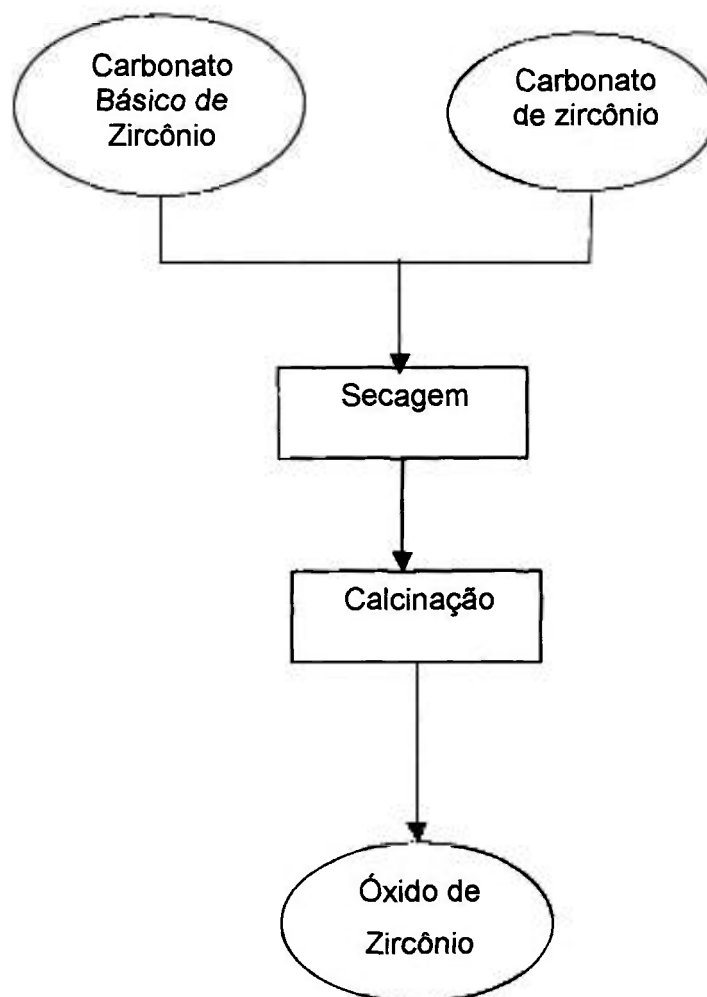 Carbonato
Básico de
Zircônio
Carbonato
de zircônio
Secagem
Calcinação
Óxido de
Zircônio